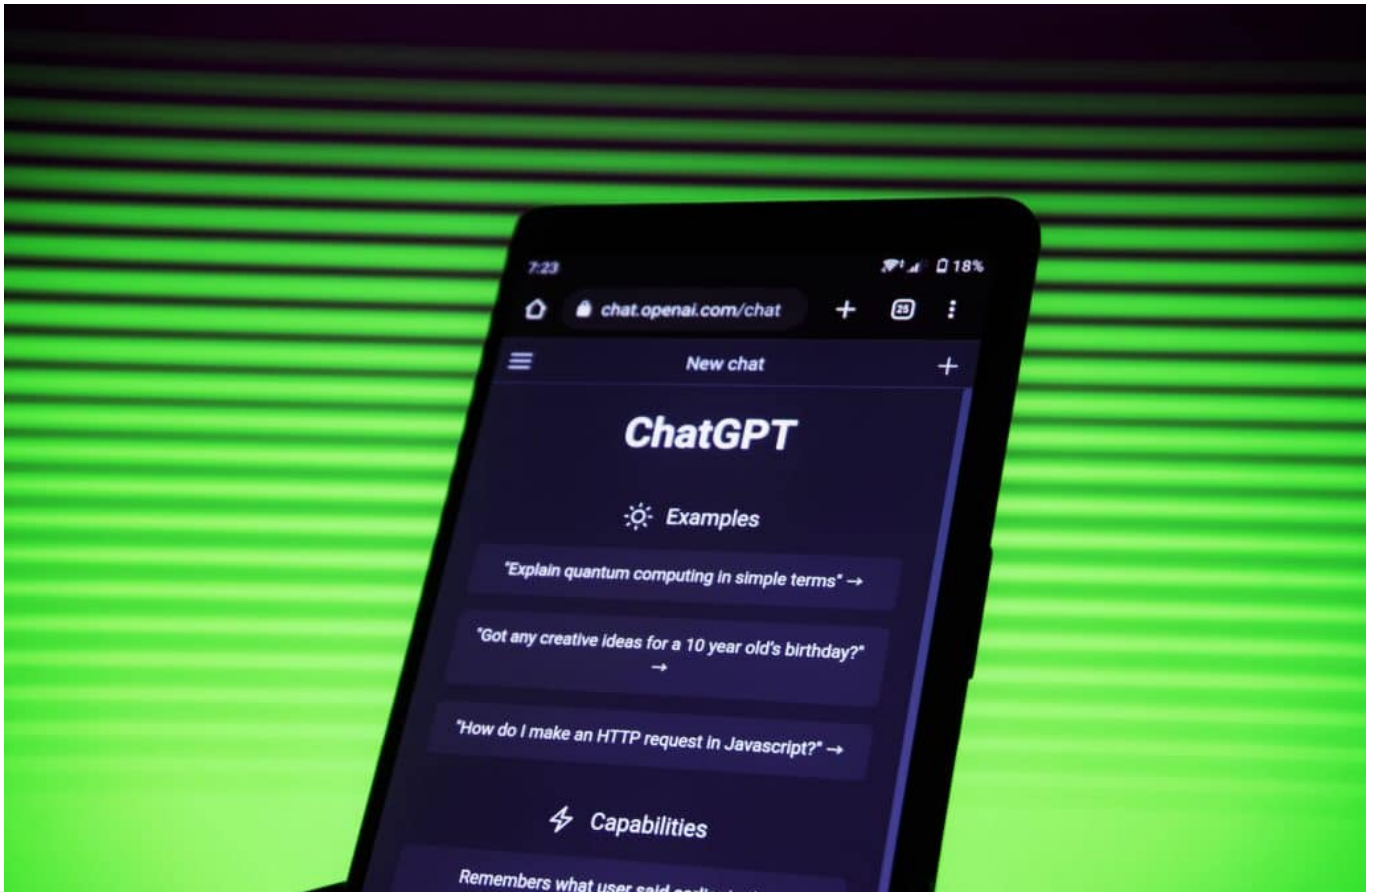 7:23
18%
chat.openai.com/chat
25
New chat
ChatGPT
Examples
"Explain quantum computing in simple terms" →
"Got any creative ideas for a 10 year old's birthday?"
→
"How do I make an HTTP request in Javascript?" →
Capabilities
Remembers what user said